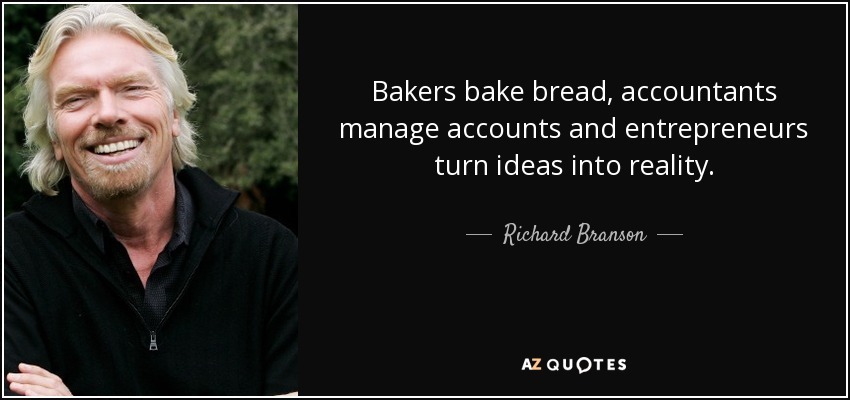 Bakers bake bread, accountants
manage accounts and entrepreneurs
turn ideas into reality.
Richard Branson
AZ QUOTES